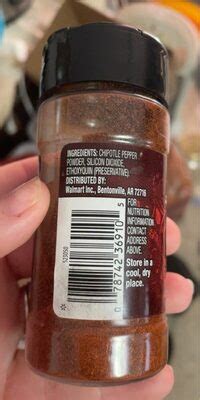 INGREDIENTS: CHIPOTLE PEPPER
POWDER, SILICON DIOXIDE,
ETHOXYQUIN (PRESERVATIVE)
DISTRIBUTED BY:
Walmart Inc., Bentonville, AR 72716
FOR
NUTRITION
INFORMATION
CONTACT
ADDRESS
ABOVE.
Store in a
cool, dry
place.
523050
0 78742 36910 5